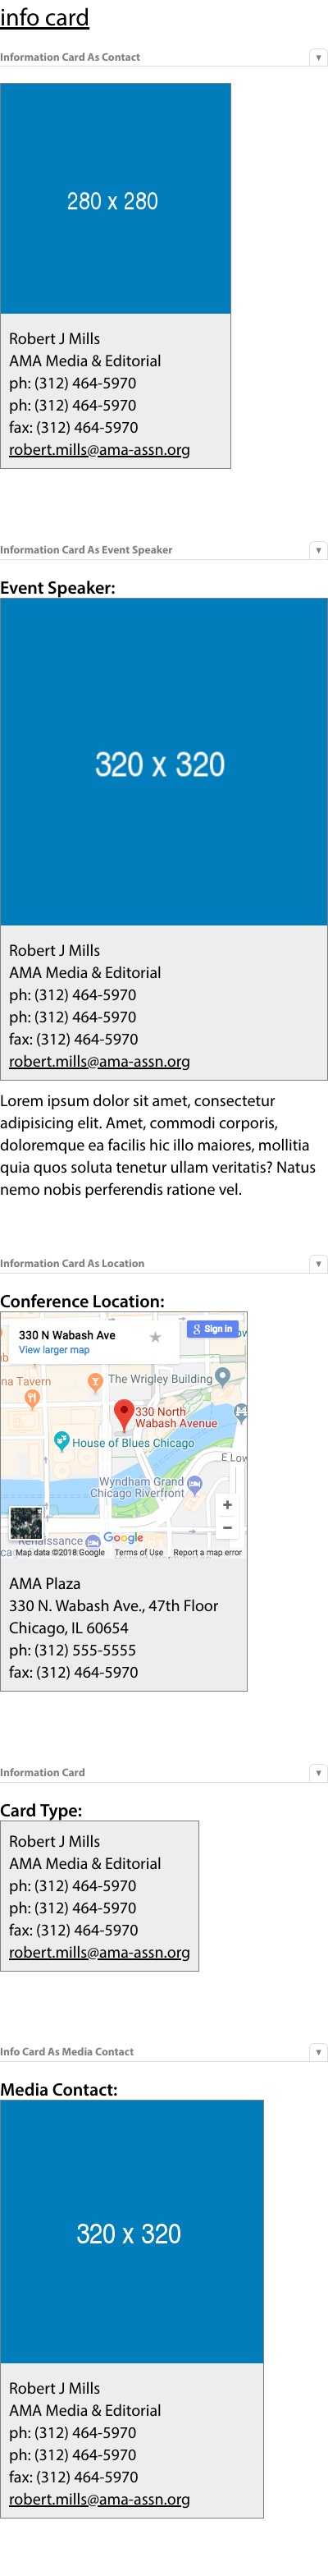 info card
Information Card As Contact
280 x 280
Robert J Mills
AMA Media & Editorial
ph: (312) 464-5970
ph: (312) 464-5970
fax: (312) 464-5970
robert.mills@ama-assn.org
Information Card As Event Speaker
Event Speaker:
320 x 320
Robert J Mills
AMA Media & Editorial
ph: (312) 464-5970
ph: (312) 464-5970
fax: (312) 464-5970
robert.mills@ama-assn.org
Lorem ipsum dolor sit amet, consectetur
adipisicing elit. Amet, commodi corporis,
doloremque ea facilis hic illo maiores, mollitia
quia quos soluta tenetur ullam veritatis? Natus
nemo nobis perferendis ratione vel.
Information Card As Location
Conference Location:
330 N Wabash Ave
View larger map
Sign in
na Tavern
The Wrigley Building
330 North
Wabash Avenue
House of Blues Chicago
E Low
Wyndham Grand
Chicago Riverfront
Google
Map data ©2018 Google Terms of Use Report a map error
AMA Plaza
330 N. Wabash Ave., 47th Floor
Chicago, IL 60654
ph: (312) 555-5555
fax: (312) 464-5970
Information Card
Card Type:
Robert J Mills
AMA Media & Editorial
ph: (312) 464-5970
ph: (312) 464-5970
fax: (312) 464-5970
robert.mills@ama-assn.org
Info Card As Media Contact
Media Contact:
320 x 320
Robert J Mills
AMA Media & Editorial
ph: (312) 464-5970
ph: (312) 464-5970
fax: (312) 464-5970
robert.mills@ama-assn.org